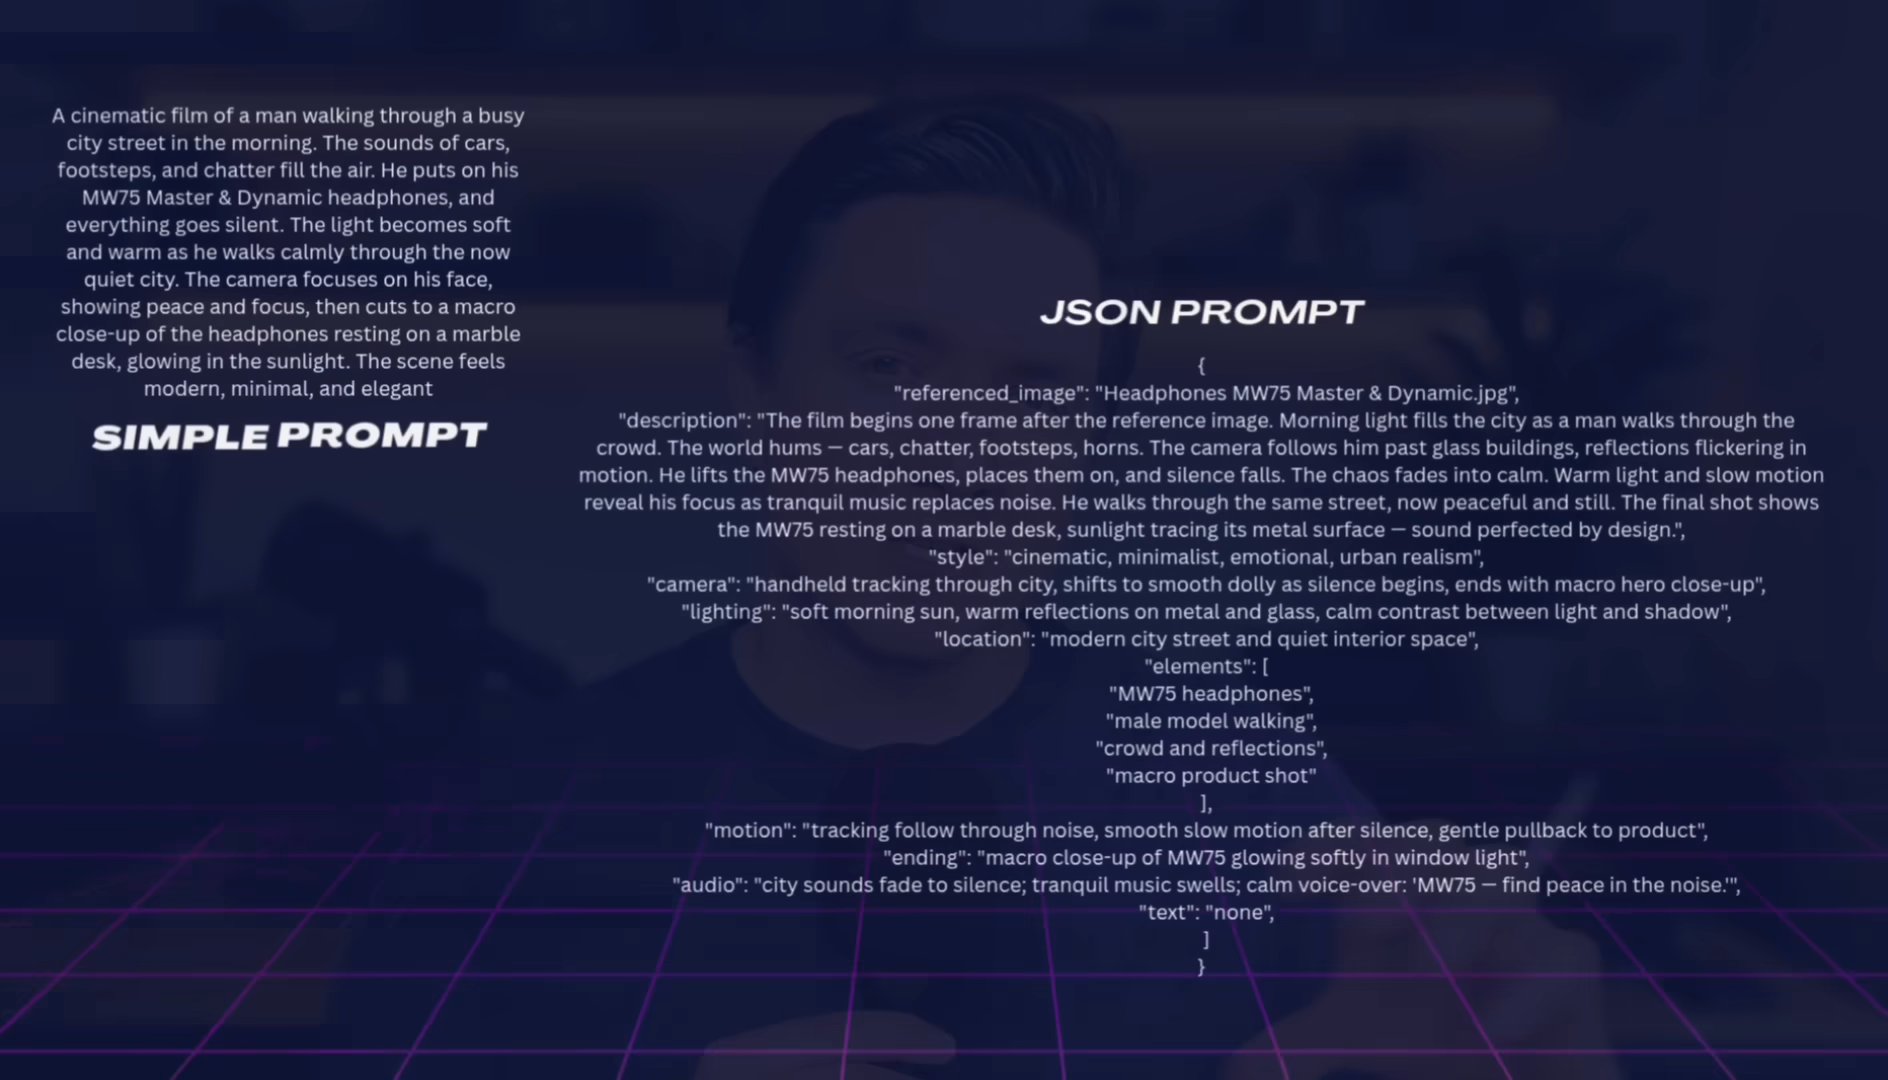 A cinematic film of a man walking through a busy
city street in the morning. The sounds of cars,
footsteps, and chatter fill the air. He puts on his
MW75 Master & Dynamic headphones, and
everything goes silent. The light becomes soft
and warm as he walks calmly through the now
quiet city. The camera focuses on his face,
showing peace and focus, then cuts to a macro
close-up of the headphones resting on a marble
desk, glowing in the sunlight. The scene feels
modern, minimal, and elegant
SIMPLE PROMPT
JSON PROMPT
{
"referenced_image": "Headphones MW75 Master & Dynamic.jpg",
"description": "The film begins one frame after the reference image. Morning light fills the city as a man walks through the
crowd. The world hums — cars, chatter, footsteps, horns. The camera follows him past glass buildings, reflections flickering in
motion. He lifts the MW75 headphones, places them on, and silence falls. The chaos fades into calm. Warm light and slow motion
reveal his focus as tranquil music replaces noise. He walks through the same street, now peaceful and still. The final shot shows
the MW75 resting on a marble desk, sunlight tracing its metal surface — sound perfected by design.",
"style": "cinematic, minimalist, emotional, urban realism",
"camera": "handheld tracking through city, shifts to smooth dolly as silence begins, ends with macro hero close-up",
"lighting": "soft morning sun, warm reflections on metal and glass, calm contrast between light and shadow",
"location": "modern city street and quiet interior space",
"elements": [
"MW75 headphones",
"male model walking",
"crowd and reflections",
"macro product shot"
],
"motion": "tracking follow through noise, smooth slow motion after silence, gentle pullback to product",
"ending": "macro close-up of MW75 glowing softly in window light",
"audio": "city sounds fade to silence; tranquil music swells; calm voice-over: 'MW75 — find peace in the noise.'",
"text": "none",
]
}